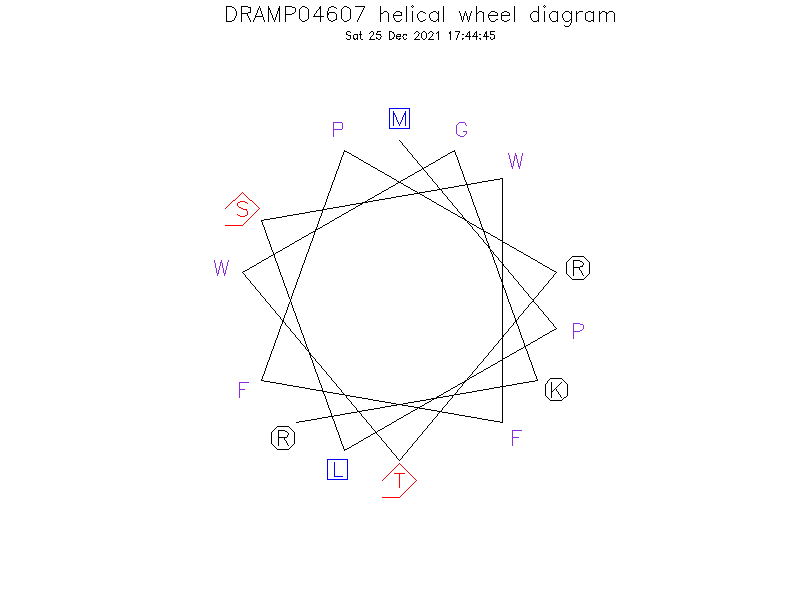 DRAMP04607 helical wheel diagram
Sat 25 Dec 2021 17:44:45
M
P
G
W
S
W
R
P
F
K
R
F
L
T